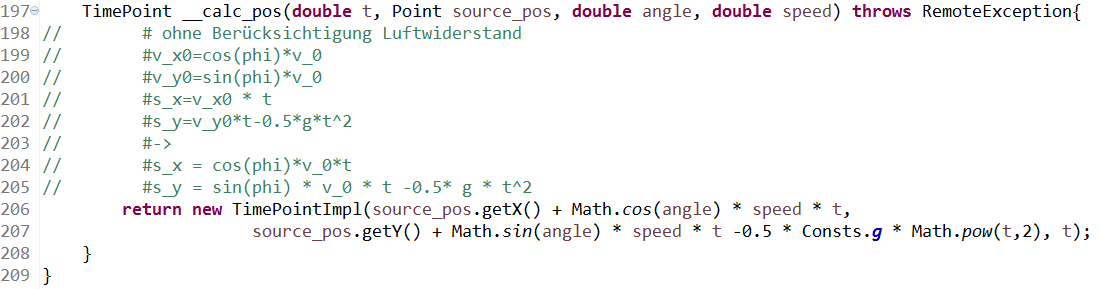 197 TimePoint __calc_pos(double t, Point source_pos, double angle, double speed) throws RemoteException{
198 // # ohne Berücksichtigung Luftwiderstand
199 // #v_x0=cos(phi)*v_0
200 // #v_y0=sin(phi)*v_0
201 // #s_x=v_x0 * t
202 // #s_y=v_y0*t-0.5*g*t^2
203 // #->
204 // #s_x = cos(phi)*v_0*t
205 // #s_y = sin(phi) * v_0 * t -0.5* g * t^2
206 return new TimePointImpl(source_pos.getX() + Math.cos(angle) * speed * t,
207 source_pos.getY() + Math.sin(angle) * speed * t -0.5 * Consts.g * Math.pow(t,2), t);
208 }
209 }